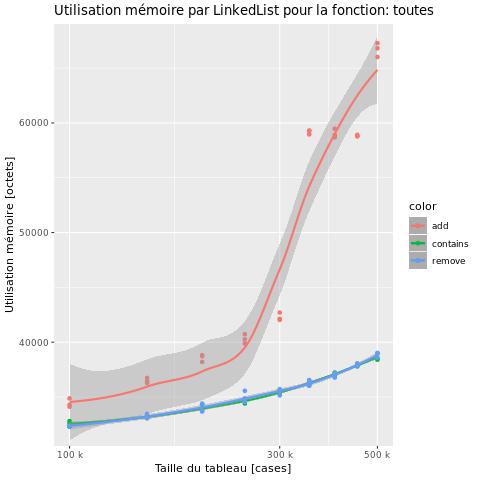 Utilisation mémoire par LinkedList pour la fonction: toutes
Utilisation mémoire [octets]
60000
50000
40000
100 k
300 k
500 k
Taille du tableau [cases]
color
add
contains
remove